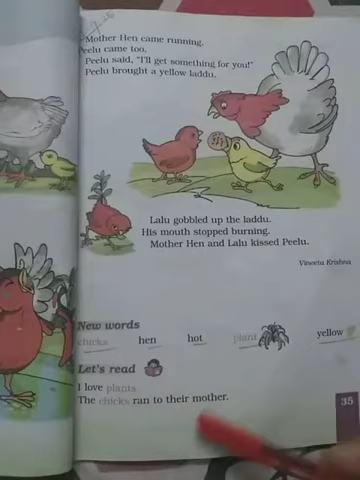 Mother Hen came running.
Peelu came too.
Peelu said, "I'll get something for you!"
Peelu brought a yellow laddu.
Lalu gobbled up the laddu.
His mouth stopped burning.
Mother Hen and Lalu kissed Peelu.
Vineeta Krishna
New words
chicks hen hot plant yellow
Let's read
I love plants.
The chicks ran to their mother.
35